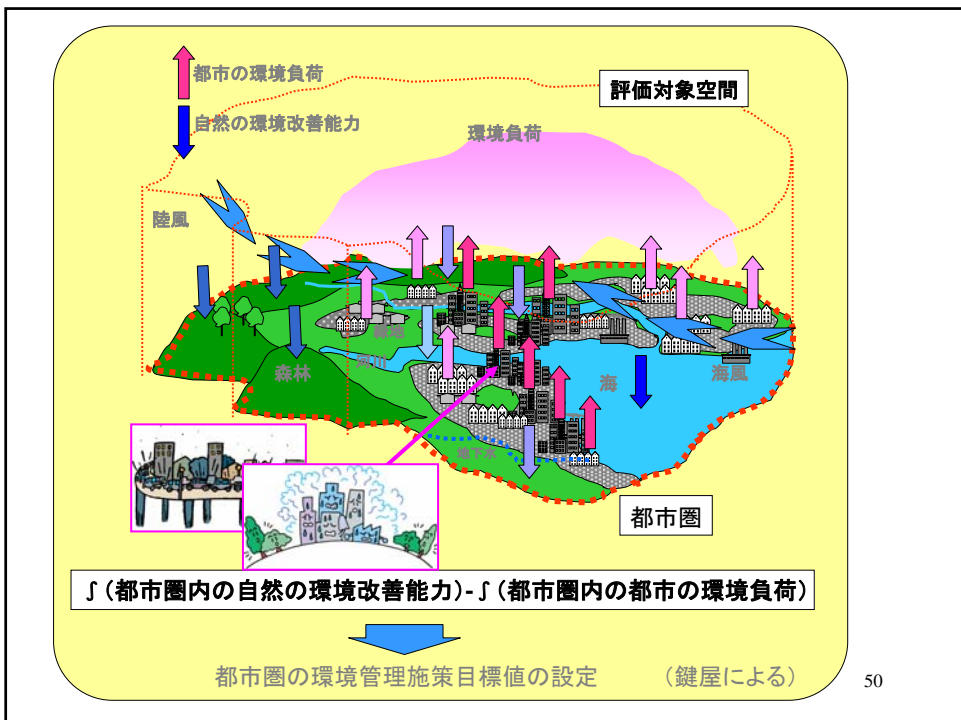 都市の環境負荷
自然の環境改善能力
評価対象空間
環境負荷
陸風
緑地
河川
森林
海
海風
地下水
都市圏
∫(都市圏内の自然の環境改善能力)-∫(都市圏内の都市の環境負荷)
都市圏の環境管理施策目標値の設定　　(鍵屋による)
50